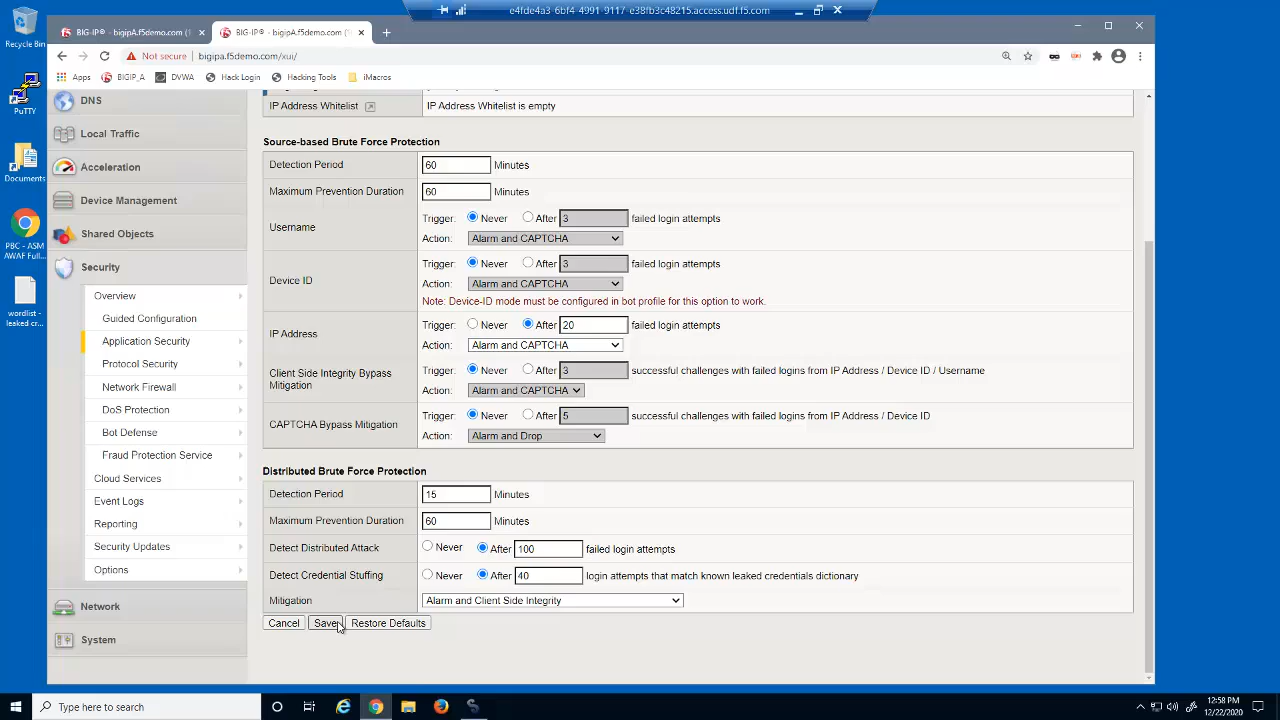 e4fde4a3-6bf4-4991-9117-e38fb3c48215.access.udf.f5.com
Recycle Bin
PuTTY
Documents
PBC - ASM
AWAF Full...
wordlist -
leaked cr...
BIG-IP® - bigipA.f5demo.com (1
BIG-IP® - bigipa.f5demo.com (1
Not secure
bigipa.f5demo.com/xui/
Apps
BIGIP_A
DVWA
Hack Login
Hacking Tools
iMacros
DNS
Local Traffic
Acceleration
Device Management
Shared Objects
Security
Overview
Guided Configuration
Application Security
Protocol Security
Network Firewall
DoS Protection
Bot Defense
Fraud Protection Service
Cloud Services
Event Logs
Reporting
Security Updates
Options
Network
System
IP Address Whitelist IP Address Whitelist is empty
Source-based Brute Force Protection
Detection Period 60 Minutes
Maximum Prevention Duration 60 Minutes
Username
Trigger: Never After 3 failed login attempts
Action: Alarm and CAPTCHA
Device ID
Trigger: Never After 3 failed login attempts
Action: Alarm and CAPTCHA
Note: Device-ID mode must be configured in bot profile for this option to work.
IP Address
Trigger: Never After 20 failed login attempts
Action: Alarm and CAPTCHA
Client Side Integrity Bypass
Mitigation
Trigger: Never After 3 successful challenges with failed logins from IP Address / Device ID / Username
Action: Alarm and CAPTCHA
CAPTCHA Bypass Mitigation
Trigger: Never After 5 successful challenges with failed logins from IP Address / Device ID
Action: Alarm and Drop
Distributed Brute Force Protection
Detection Period 15 Minutes
Maximum Prevention Duration 60 Minutes
Detect Distributed Attack Never After 100 failed login attempts
Detect Credential Stuffing Never After 40 login attempts that match known leaked credentials dictionary
Mitigation Alarm and Client Side Integrity
Cancel Save Restore Defaults
Type here to search
12:58 PM
12/22/2020